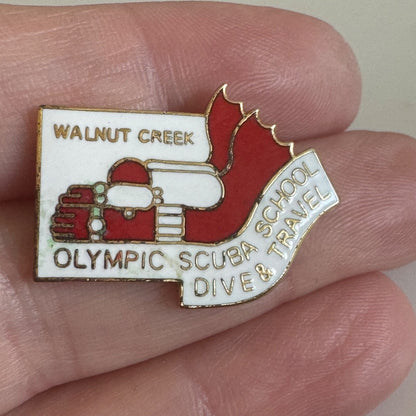 WALNUT CREEK
OLYMPIC SCUBA SCHOOL
DIVE & TRAVEL